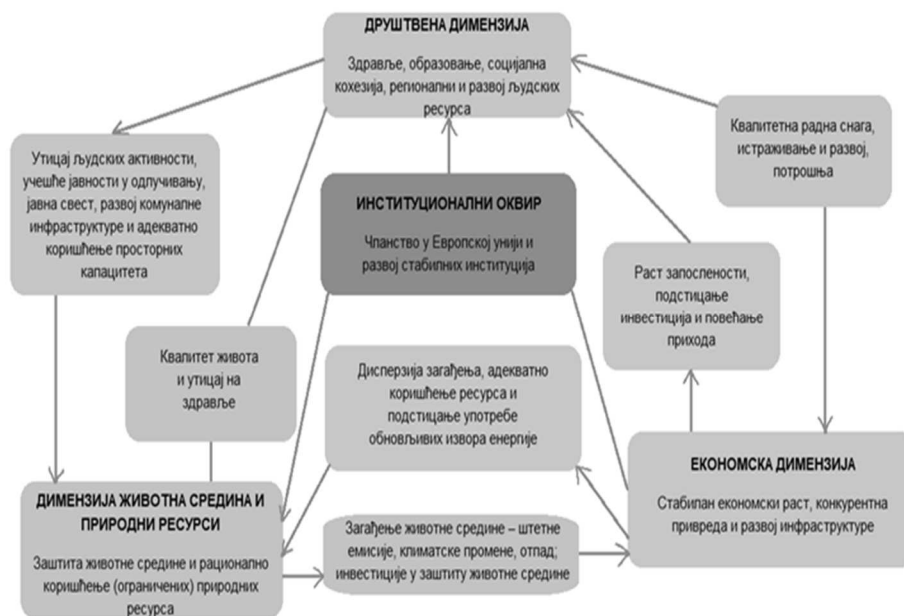 ДРУШТВЕНА ДИМЕНЗИЈА
Здравље, образовање, социјална
кохезија, регионални и развој људских
ресурса
Утицај људских активности,
учешће јавности у одлучивању,
јавна свест, развој комуналне
инфраструктуре и адекватно
коришћење просторних
капацитета
Квалитетна радна снага,
истраживање и развој,
потрошња
ИНСТИТУЦИОНАЛНИ ОКВИР
Чланство у Европској унији и
развој стабилних институција
Раст запослености,
подстицање
инвестиција и повећање
прихода
Квалитет живота
и утицај на
здравље
Дисперзија загађења, адекватно
коришћење ресурса и
подстицање употребе
обновљивих извора енергије
ДИМЕНЗИЈА ЖИВОТНА СРЕДИНА И
ПРИРОДНИ РЕСУРСИ
Заштита животне средине и рационално
коришћење (ограничених) природних
ресурса
Загађење животне средине – штетне
емисије, климатске промене, отпад;
инвестиције у заштиту животне средине
ЕКОНОМСКА ДИМЕНЗИЈА
Стабилан економски раст, конкурентна
привреда и развој инфраструктуре